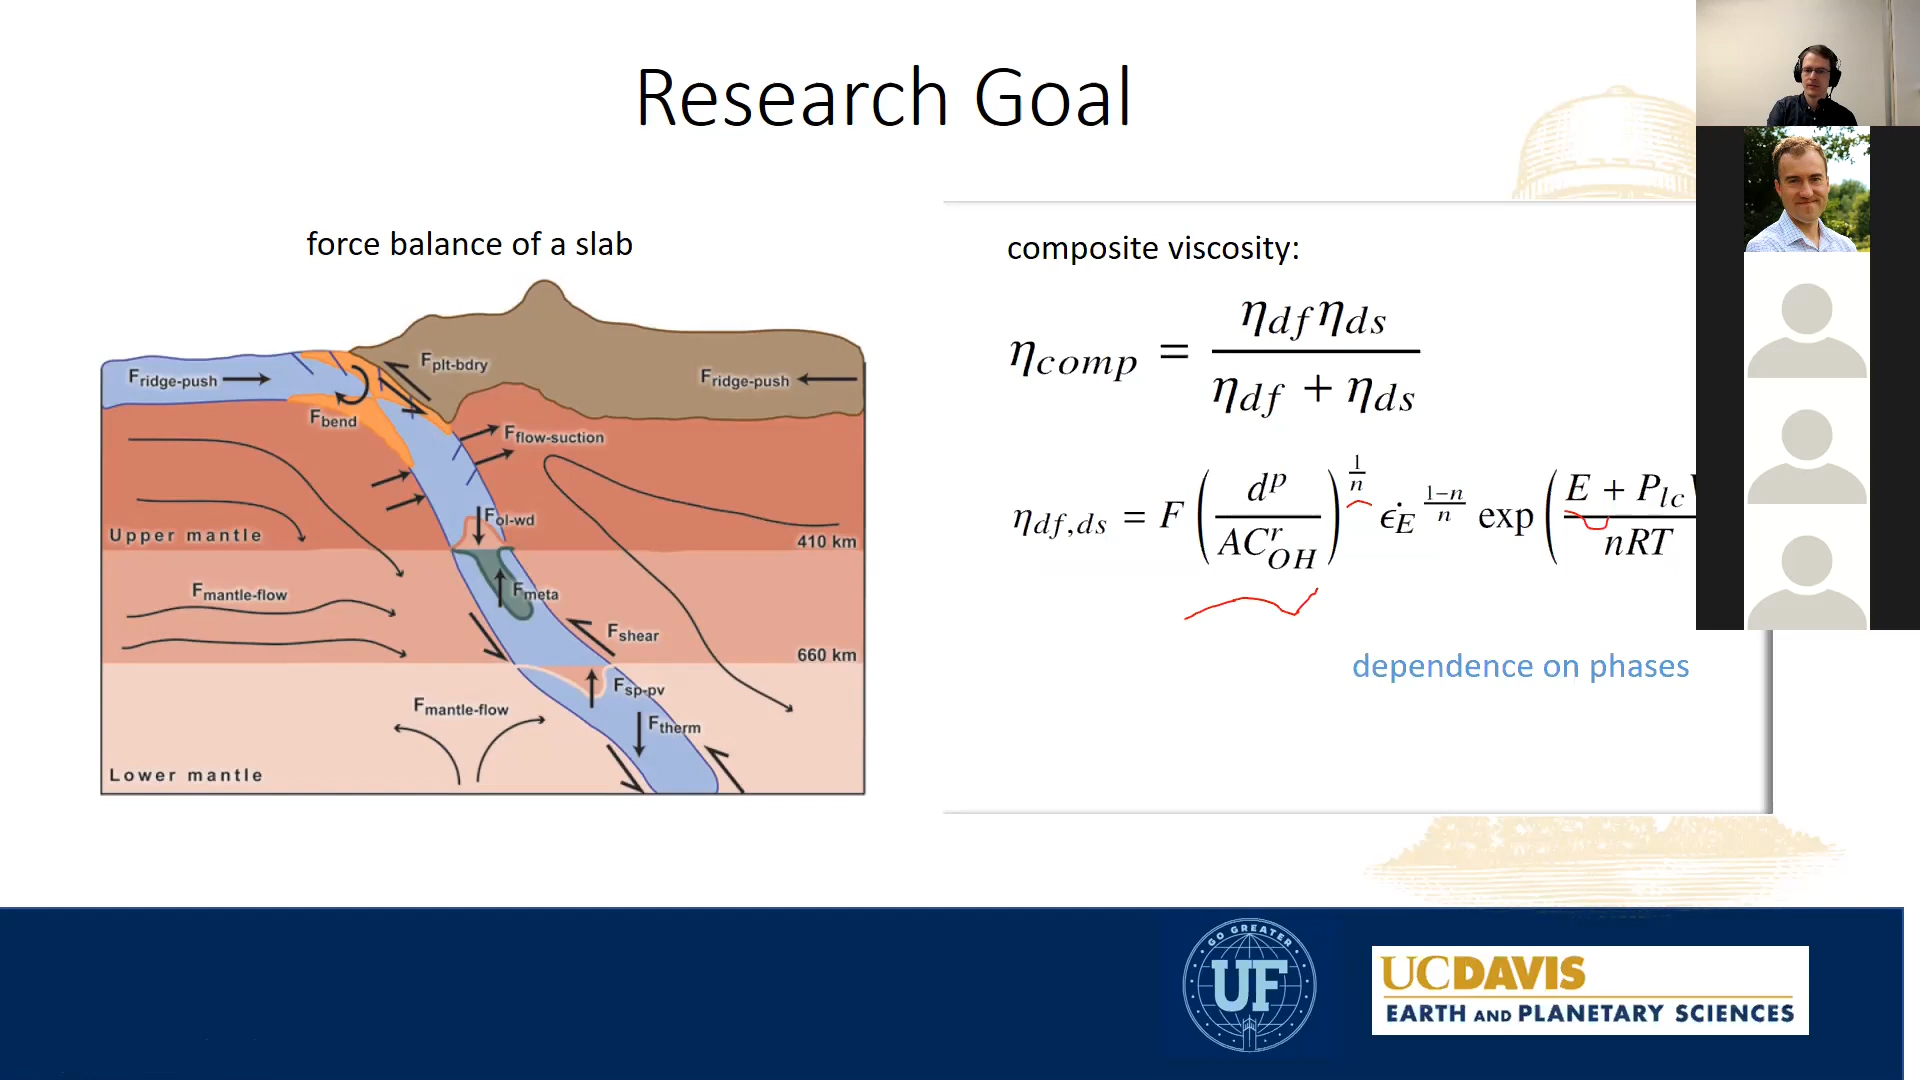 Research Goal
force balance of a slab
F_ridge-push
F_plt-bdry
F_ridge-push
F_bend
F_flow-suction
F_ol-wd
Upper mantle
410 km
F_meta
F_mantle-flow
F_shear
660 km
F_sp-pv
F_mantle-flow
F_therm
Lower mantle
composite viscosity:
η_comp = η_df η_ds / (η_df + η_ds)
η_df,ds = F (d^p / AC^r_OH)^(1/n) ε̇_E^((1−n)/n) exp (E + P_lc / nRT
dependence on phases
GO GREATER
UF
UCDAVIS
EARTH AND PLANETARY SCIENCES